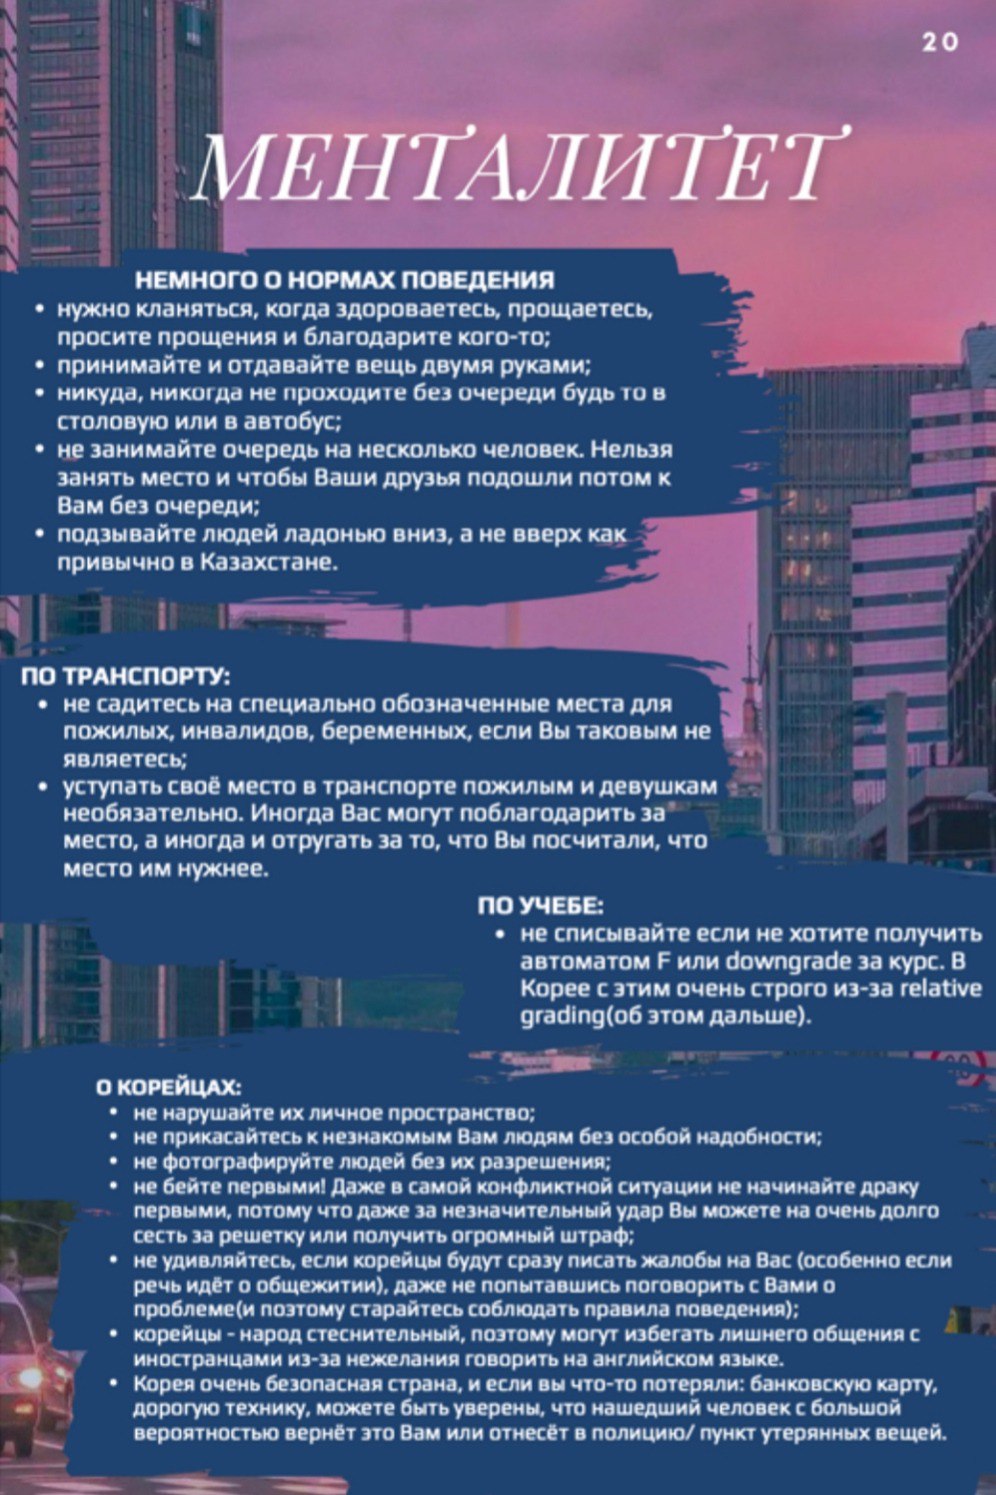 20
МЕНТАЛИТЕТ
НЕМНОГО О НОРМАХ ПОВЕДЕНИЯ
• нужно кланяться, когда здороваетесь, прощаетесь,
просите прощения и благодарите кого-то;
• принимайте и отдавайте вещь двумя руками;
• никуда, никогда не проходите без очереди будь то в
столовую или в автобус;
• не занимайте очередь на несколько человек. Нельзя
занять место и чтобы Ваши друзья подошли потом к
Вам без очереди;
• подзывайте людей ладонью вниз, а не вверх как
привычно в Казахстане.
ПО ТРАНСПОРТУ:
• не садитесь на специально обозначенные места для
пожилых, инвалидов, беременных, если Вы таковым не
являетесь;
• уступать своё место в транспорте пожилым и девушкам
необязательно. Иногда Вас могут поблагодарить за
место, а иногда и отругать за то, что Вы посчитали, что
место им нужнее.
ПО УЧЕБЕ:
• не списывайте если не хотите получить
автоматом F или downgrade за курс. В
Корее с этим очень строго из-за relative
grading(об этом дальше).
О КОРЕЙЦАХ:
• не нарушайте их личное пространство;
• не прикасайтесь к незнакомым Вам людям без особой надобности;
• не фотографируйте людей без их разрешения;
• не бейте первыми! Даже в самой конфликтной ситуации не начинайте драку
первыми, потому что даже за незначительный удар Вы можете на очень долго
сесть за решетку или получить огромный штраф;
• не удивляйтесь, если корейцы будут сразу писать жалобы на Вас (особенно если
речь идёт о общежитии), даже не попытавшись поговорить с Вами о
проблеме(и поэтому старайтесь соблюдать правила поведения);
• корейцы - народ стеснительный, поэтому могут избегать лишнего общения с
иностранцами из-за нежелания говорить на английском языке.
• Корея очень безопасная страна, и если вы что-то потеряли: банковскую карту,
дорогую технику, можете быть уверены, что нашедший человек с большой
вероятностью вернёт это Вам или отнесёт в полицию/ пункт утерянных вещей.